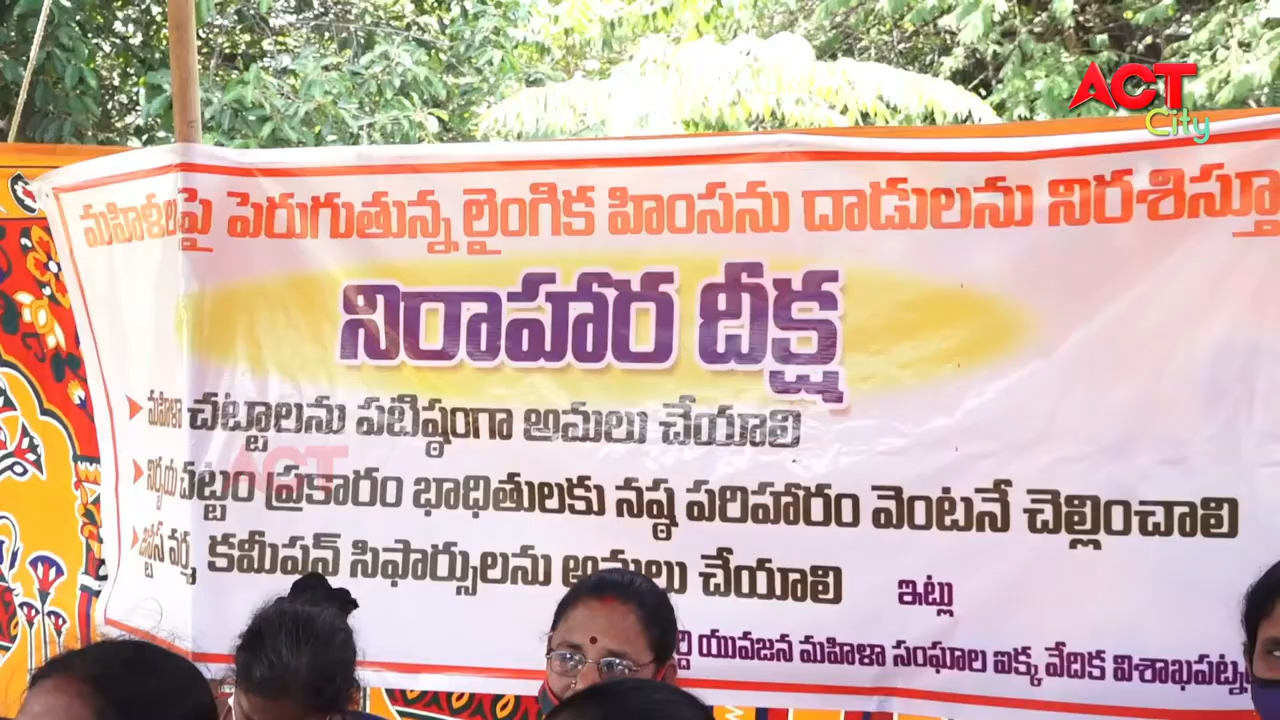 ACT
City
మహిళలపై పెరుగుతున్న లైంగిక హింసను దాడులను నిరశిస్తూ
నిరాహార దీక్ష
మహిళా చట్టాలను పటిష్ఠంగా అమలు చేయాలి
నిర్భయ చట్టం ప్రకారం భాధితులకు నష్ఠ పరిహారం వెంటనే చెల్లించాలి
జస్టీస్ వర్మ కమీషన్ సిఫార్సులను అమలు చేయాలి
ఇట్లు
యువజన మహిళా సంఘాల ఐక్య వేదిక
ACT